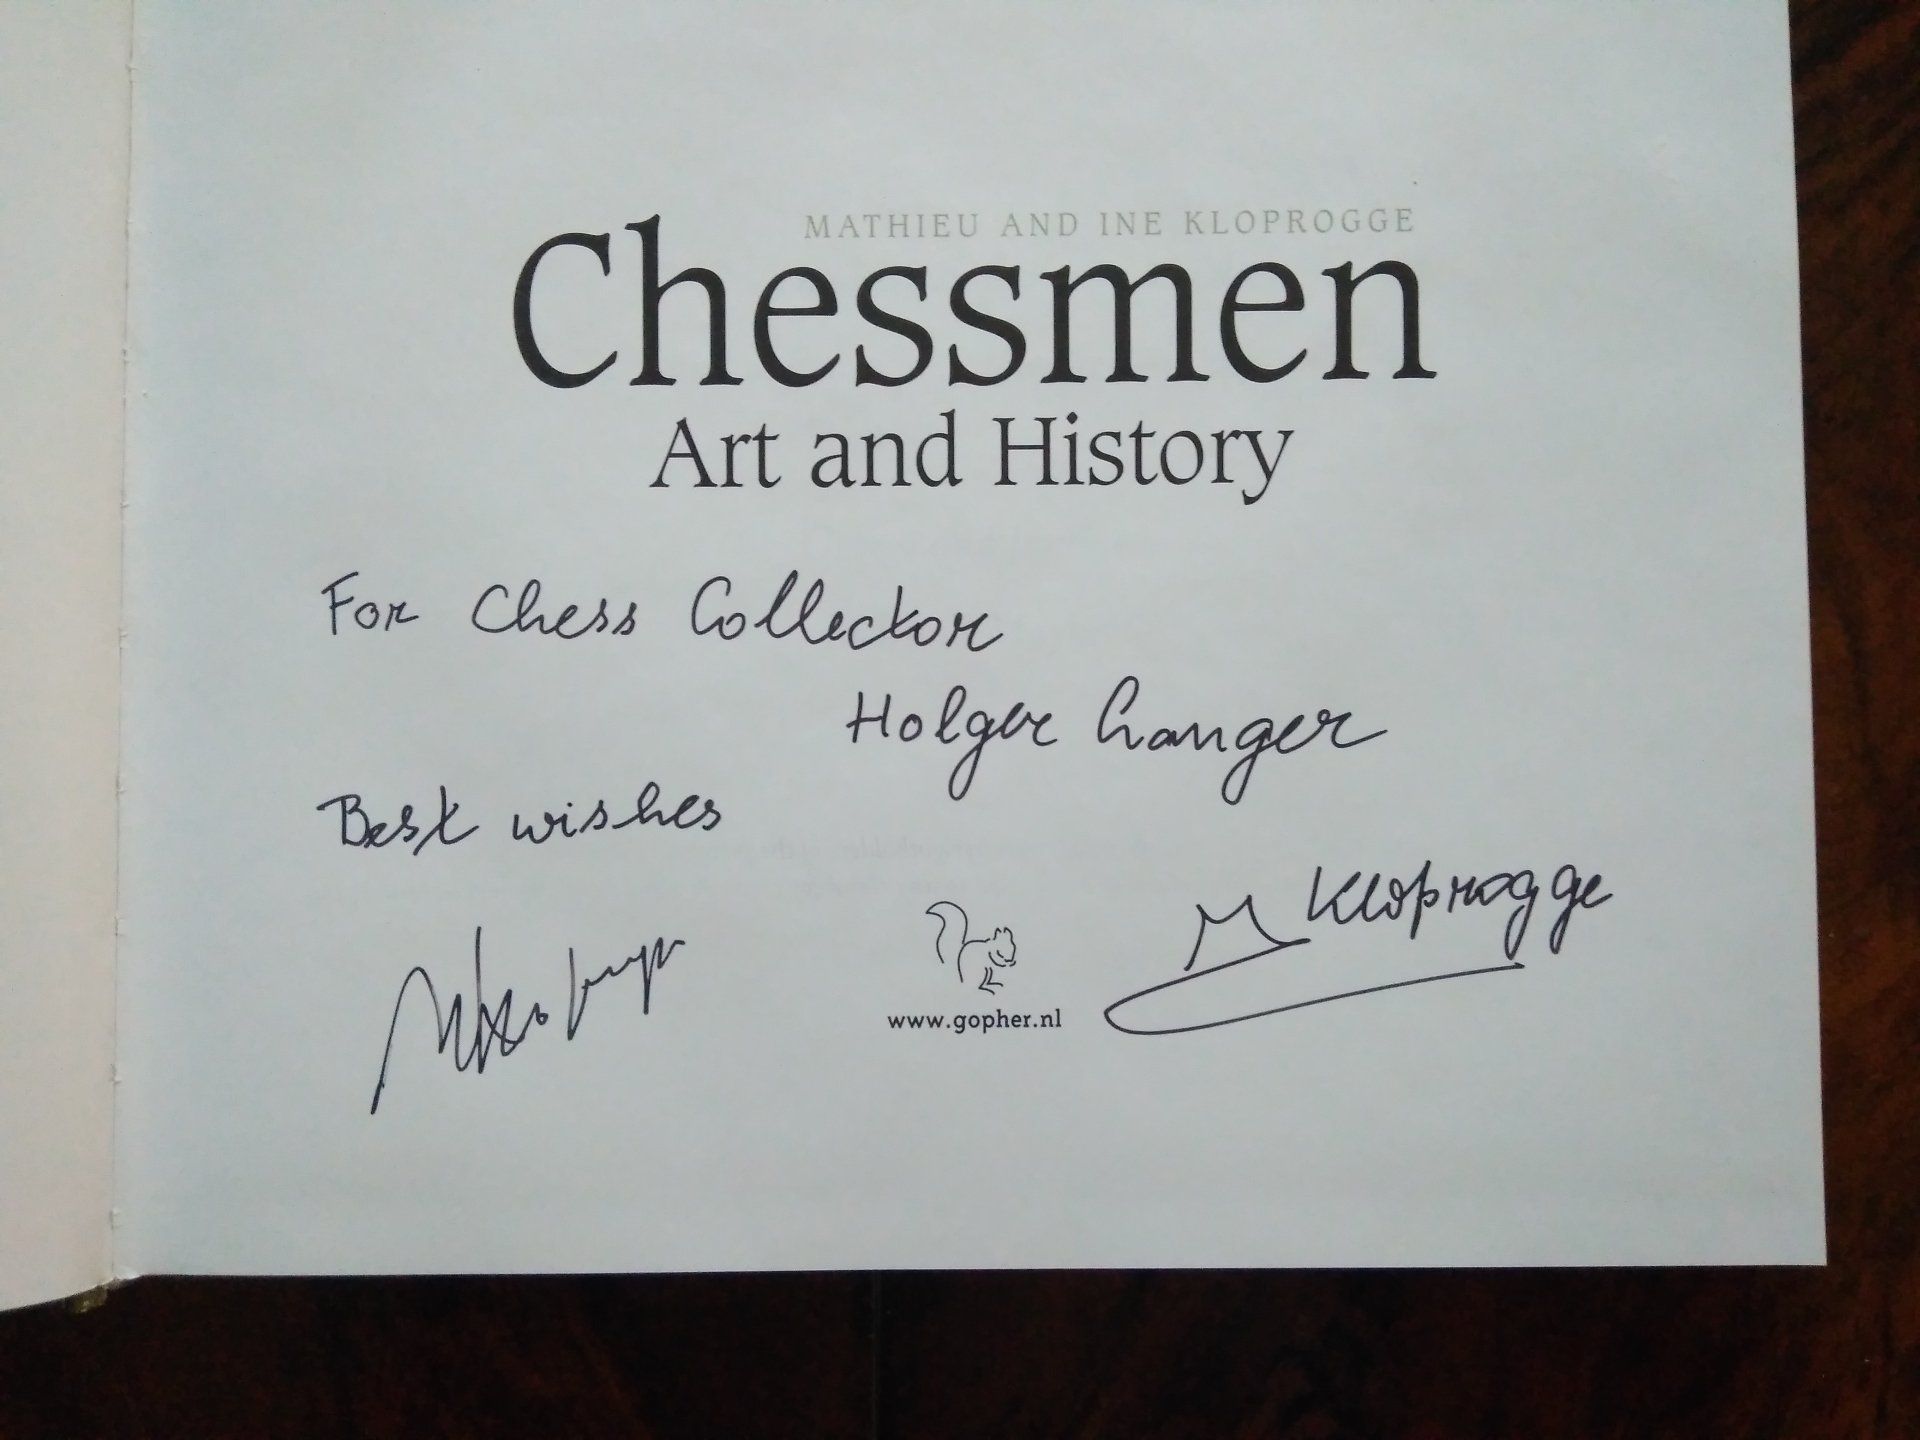 MATHIEU AND INE KLOPROGGE
Chessmen
Art and History
For Chess Collector
Holger Langer
Best wishes
M Kloprogge
www.gopher.nl